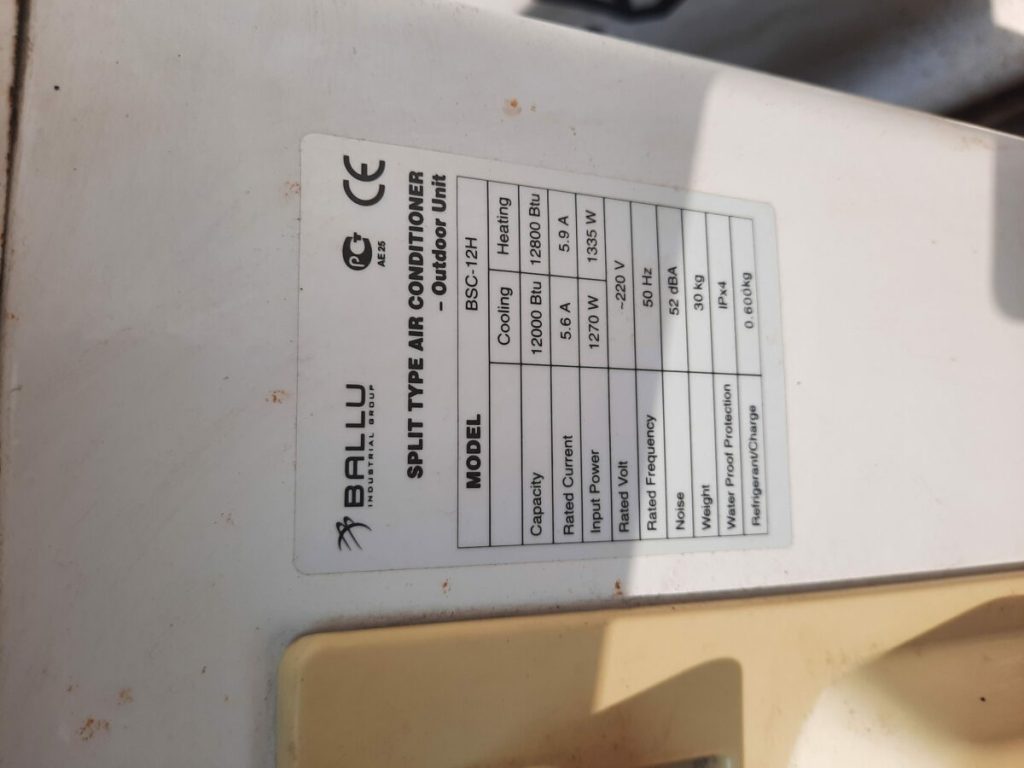 BALLU
INDUSTRIAL GROUP
PCT
AE25
CE
SPLIT TYPE AIR CONDITIONER
- Outdoor Unit
MODEL BSC-12H
Cooling Heating
Capacity 12000 Btu 12800 Btu
Rated Current 5.6 A 5.9 A
Input Power 1270 W 1335 W
Rated Volt ~220 V
Rated Frequency 50 Hz
Noise 52 dBA
Weight 30 kg
Water Proof Protection IPx4
Refrigerant/Charge 0.600kg